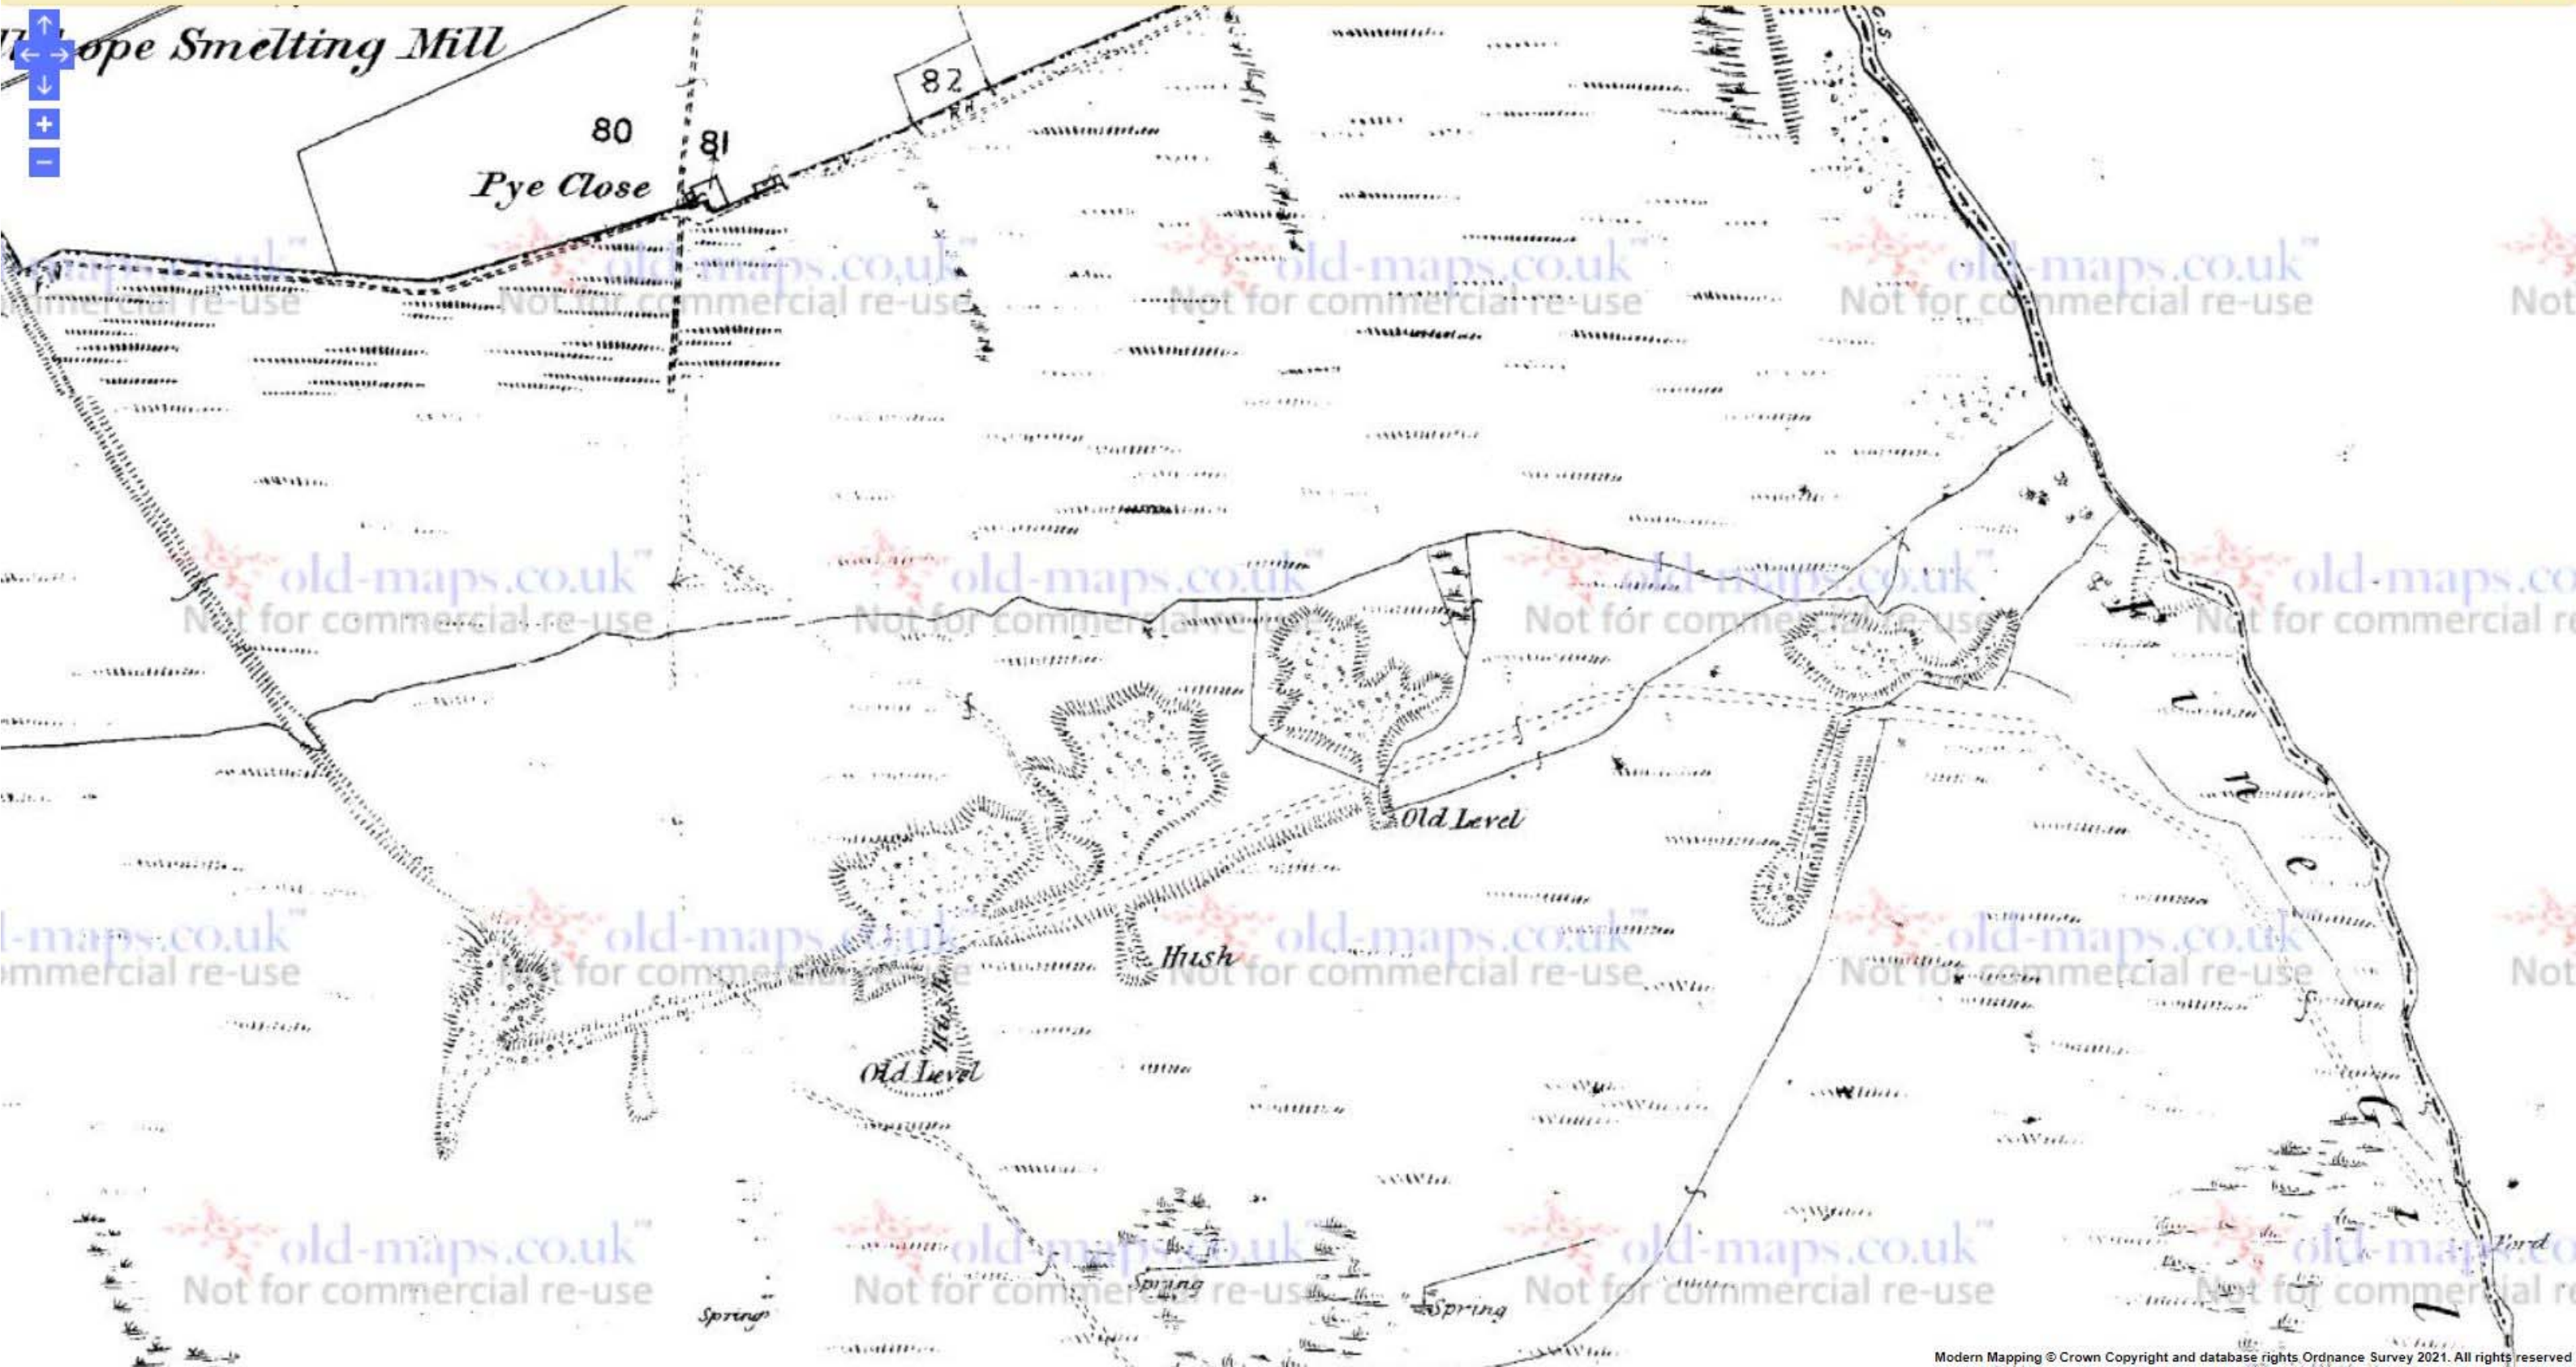 ope Smelting Mill
80
81
82
Pye Close
C.S.
Old Level
Hush
Hush
Old Level
Spring
Spring
Spring
Ford
old-maps.co.uk™
Not for commercial re-use
Modern Mapping © Crown Copyright and database rights Ordnance Survey 2021. All rights reserved